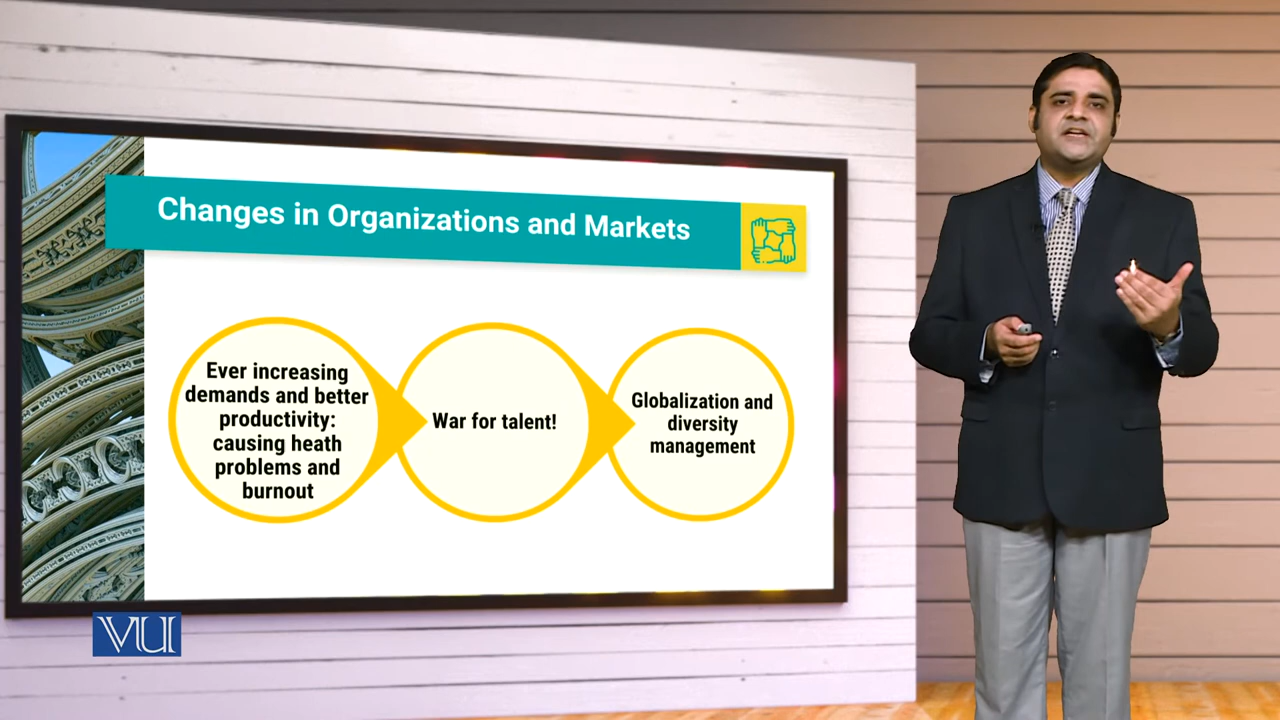 Changes in Organizations and Markets
Ever increasing
demands and better
productivity:
causing heath
problems and
burnout
War for talent!
Globalization and
diversity
management
VU